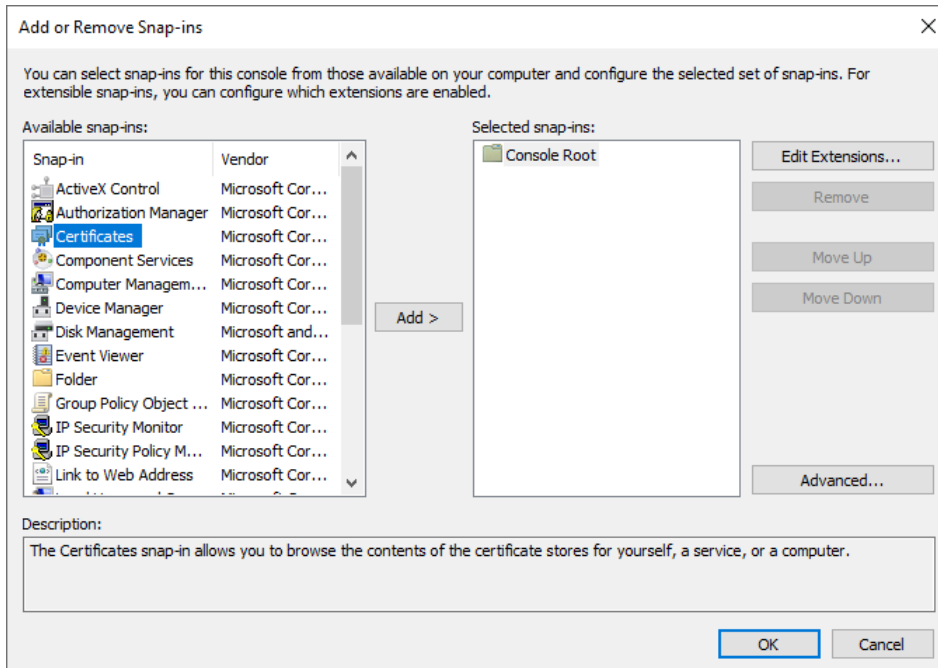 Add or Remove Snap-ins
You can select snap-ins for this console from those available on your computer and configure the selected set of snap-ins. For
extensible snap-ins, you can configure which extensions are enabled.
Available snap-ins:
Snap-in Vendor
ActiveX Control Microsoft Cor...
Authorization Manager Microsoft Cor...
Certificates Microsoft Cor...
Component Services Microsoft Cor...
Computer Managem... Microsoft Cor...
Device Manager Microsoft Cor...
Disk Management Microsoft and...
Event Viewer Microsoft Cor...
Folder Microsoft Cor...
Group Policy Object ... Microsoft Cor...
IP Security Monitor Microsoft Cor...
IP Security Policy M... Microsoft Cor...
Link to Web Address Microsoft Cor...
Add >
Selected snap-ins:
Console Root
Edit Extensions...
Remove
Move Up
Move Down
Advanced...
Description:
The Certificates snap-in allows you to browse the contents of the certificate stores for yourself, a service, or a computer.
OK
Cancel